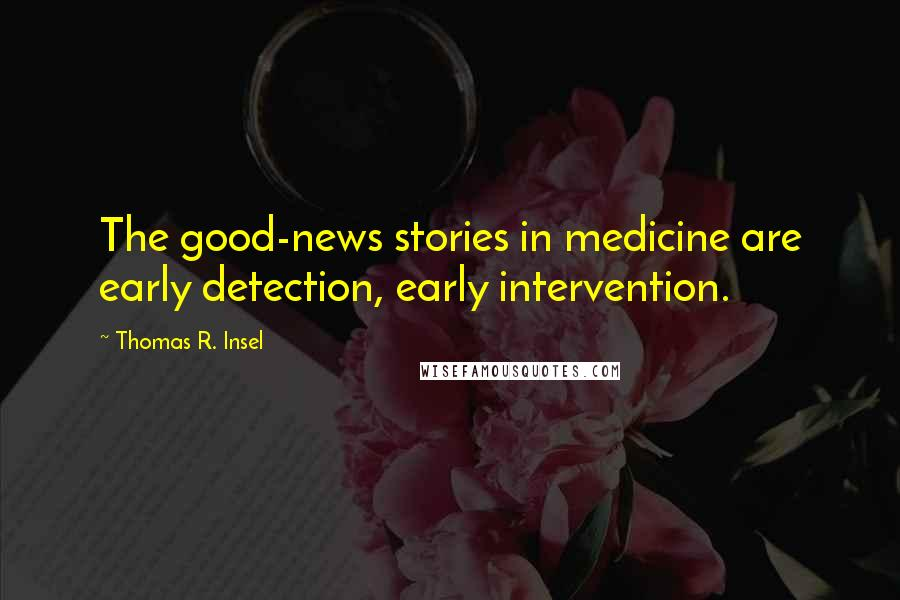 The good-news stories in medicine are
early detection, early intervention.
~ Thomas R. Insel
WISEFAMOUSQUOTES.COM